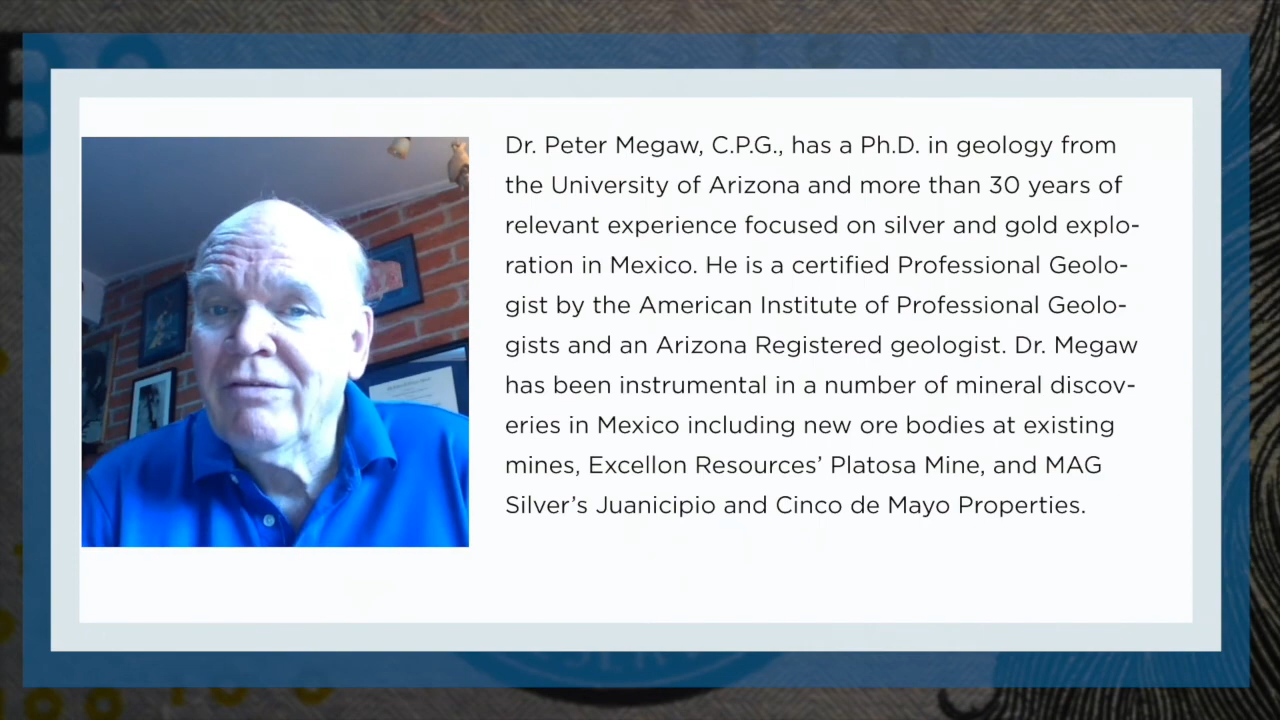 Dr. Peter Megaw, C.P.G., has a Ph.D. in geology from
the University of Arizona and more than 30 years of
relevant experience focused on silver and gold explo-
ration in Mexico. He is a certified Professional Geolo-
gist by the American Institute of Professional Geolo-
gists and an Arizona Registered geologist. Dr. Megaw
has been instrumental in a number of mineral discov-
eries in Mexico including new ore bodies at existing
mines, Excellon Resources’ Platosa Mine, and MAG
Silver’s Juanicipio and Cinco de Mayo Properties.